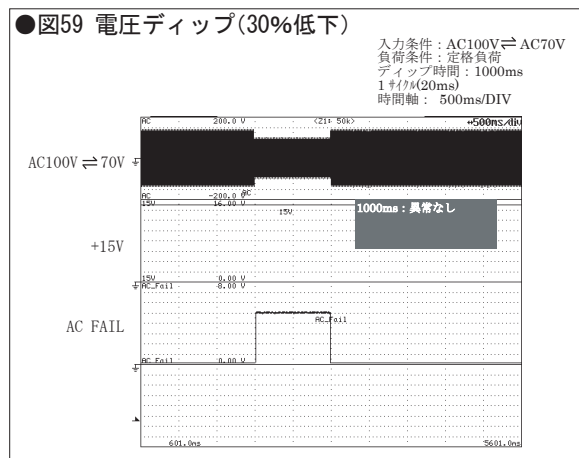 ●図59 電圧ディップ(30%低下)
入力条件：AC100V⇌AC70V
負荷条件：定格負荷
ディップ時間：1000ms
1ｻｲｸﾙ(20ms)
時間軸： 500ms/DIV
AC 200.0 V <Z1: 50k> ↔500ms/div
AC100V⇌70V
AC -200.0 V AC
15V 16.00 V
15V
1000ms：異常なし
+15V
15V 0.00 V
AC_Fail 8.00 V
AC_Fail
AC FAIL
AC_Fail 0.00 V
601.0ms 5601.0ms